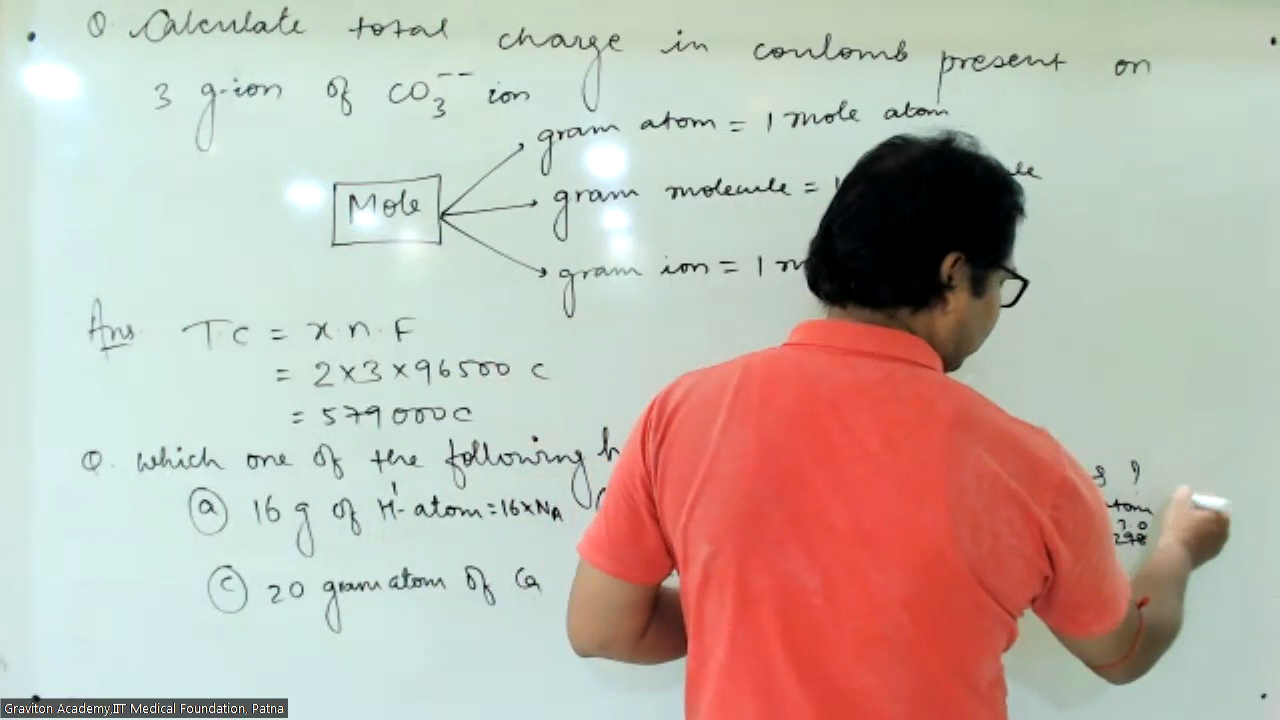 Q. Calculate total charge in coulomb present on
3 g-ion of CO₃⁻⁻ ion
gram atom = 1 mole atom
Mole
gram molecule =
gram ion = 1
Ans. T.C = x.n.F
= 2×3×96500 C
= 579000C
Q. which one of the following ?
(a) 16 g of H¹-atom=16×NA
(c) 20 gram atom of Ca
Graviton Academy,IIT Medical Foundation, Patna